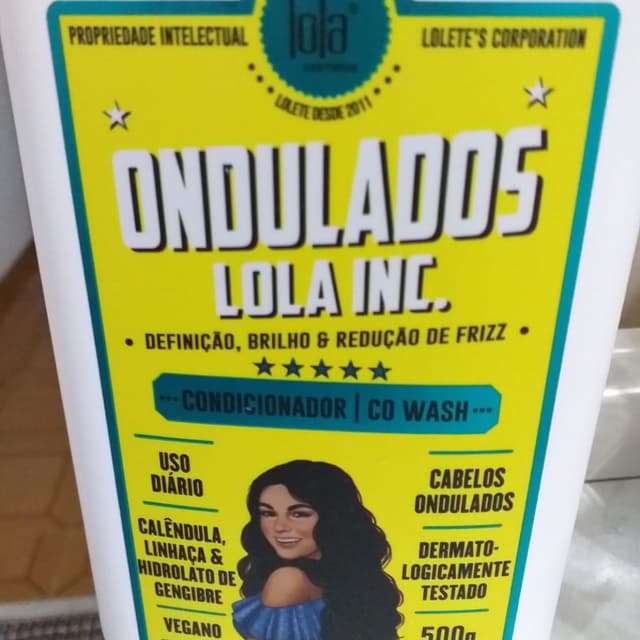 PROPRIEDADE INTELECTUAL
lola
LOLETE'S CORPORATION
LOLETE DESDE 2011
ONDULADOS
LOLA INC.
• DEFINIÇÃO, BRILHO & REDUÇÃO DE FRIZZ •
···CONDICIONADOR | CO WASH···
USO
DIÁRIO
CALÊNDULA,
LINHAÇA &
HIDROLATO DE
GENGIBRE
VEGANO
CABELOS
ONDULADOS
DERMATO-
LOGICAMENTE
TESTADO
500g